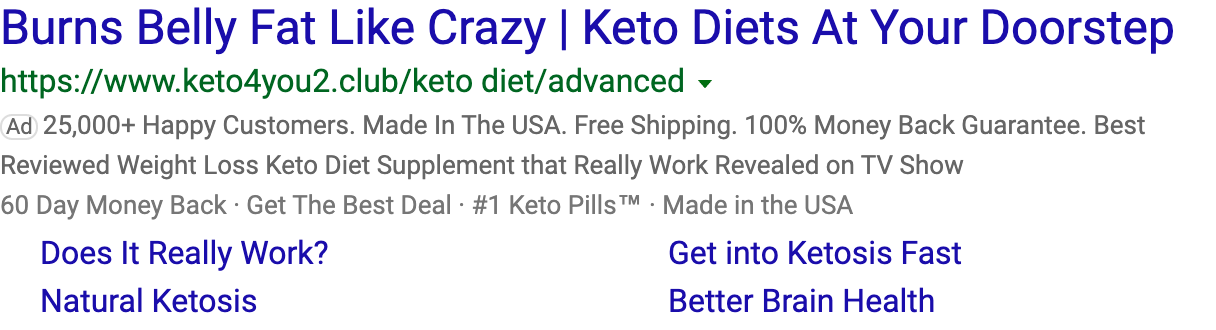 Burns Belly Fat Like Crazy | Keto Diets At Your Doorstep
https://www.keto4you2.club/keto diet/advanced
Ad 25,000+ Happy Customers. Made In The USA. Free Shipping. 100% Money Back Guarantee. Best
Reviewed Weight Loss Keto Diet Supplement that Really Work Revealed on TV Show
60 Day Money Back · Get The Best Deal · #1 Keto Pills™ · Made in the USA
Does It Really Work? Get into Ketosis Fast
Natural Ketosis Better Brain Health